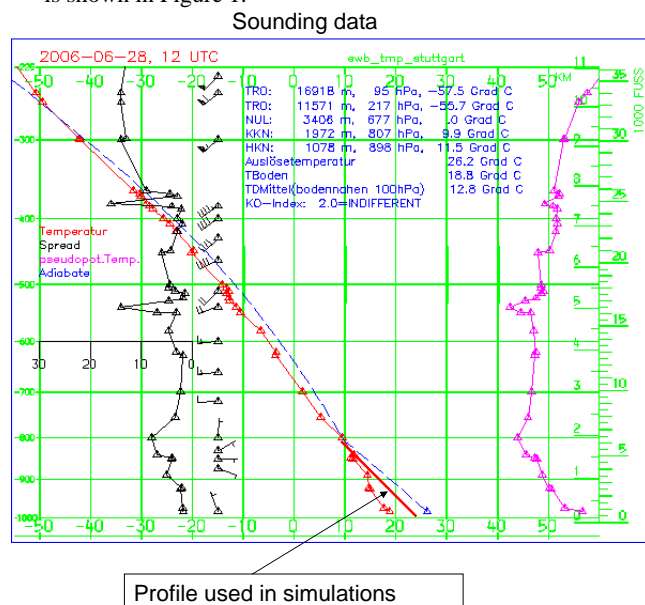 is shown in Figure 1.
Sounding data
2006-06-28, 12 UTC
ewb_tmp_stuttgart
-50 -40 -30 -20 -10 0 10 20 30 40 50
225
-300
-400
-500
-600
-700
-800
-900
-1000
TRO: 16918 m, 95 hPa, -57.5 Grad C
TRO: 11571 m, 217 hPa, -55.7 Grad C
NUL: 3406 m, 677 hPa, .0 Grad C
KKN: 1972 m, 807 hPa, 9.9 Grad C
HKN: 1078 m, 898 hPa, 11.5 Grad C
Auslösetemperatur 26.2 Grad C
TBoden 18.8 Grad C
TDMittel(bodennahen 100hPa) 12.8 Grad C
KO-Index: 2.0=INDIFFERENT
Temperatur
Spread
pseudopot.Temp.
Adiabate
30 20 10 0
KM
11
10
9
8
7
6
5
4
3
2
1
0
1000 FUSS
35
30
25
20
15
10
5
0
-50 -40 -30 -20 -10 0 10 20 30 40 50
Profile used in simulations